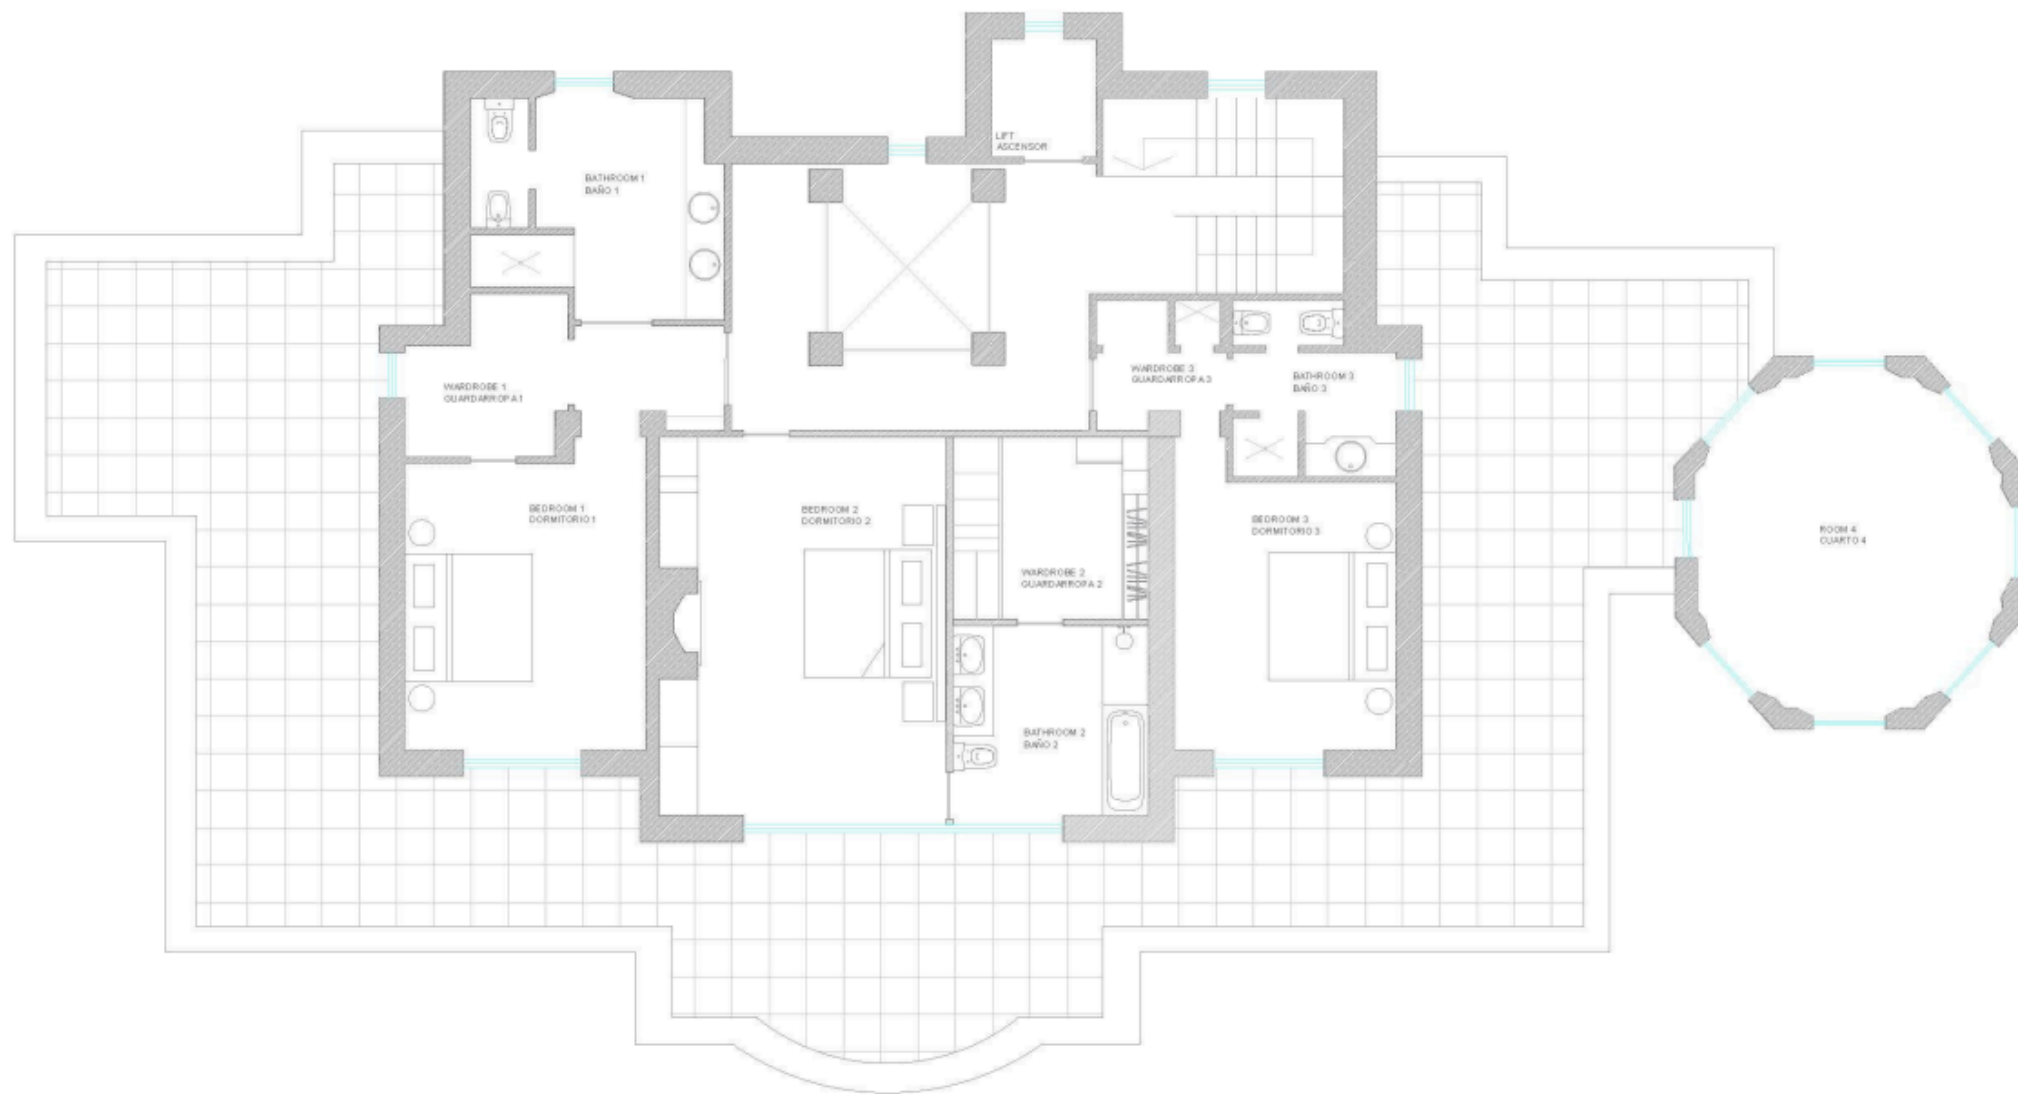 LIFT
ASCENSOR
BATHROOM 1
BAÑO 1
WARDROBE 1
GUARDARROPA 1
WARDROBE 3
GUARDARROPA 3
BATHROOM 3
BAÑO 3
BEDROOM 1
DORMITORIO 1
BEDROOM 2
DORMITORIO 2
WARDROBE 2
GUARDARROPA 2
BEDROOM 3
DORMITORIO 3
ROOM 4
CUARTO 4
BATHROOM 2
BAÑO 2